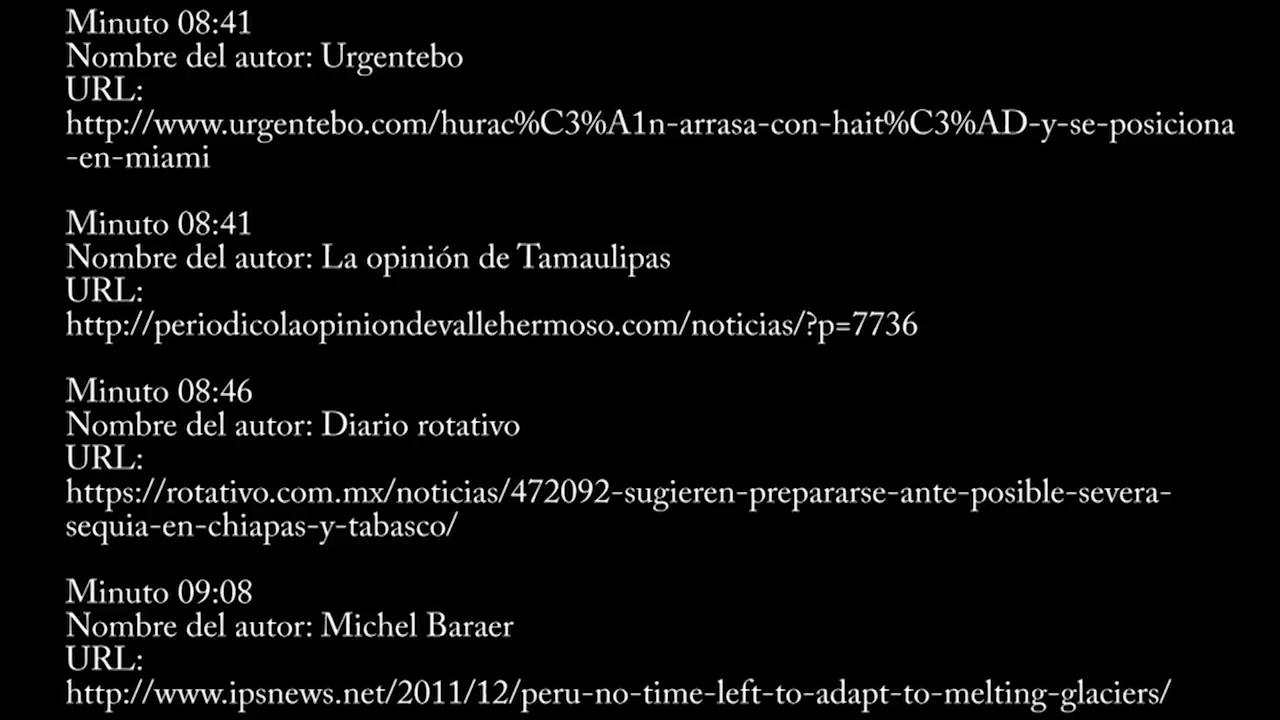 Minuto 08:41
Nombre del autor: Urgentebo
URL:
http://www.urgentebo.com/hurac%C3%A1n-arrasa-con-hait%C3%AD-y-se-posiciona
-en-miami
Minuto 08:41
Nombre del autor: La opinión de Tamaulipas
URL:
http://periodicolaopiniondevallehermoso.com/noticias/?p=7736
Minuto 08:46
Nombre del autor: Diario rotativo
URL:
https://rotativo.com.mx/noticias/472092-sugieren-prepararse-ante-posible-severa-
sequia-en-chiapas-y-tabasco/
Minuto 09:08
Nombre del autor: Michel Baraer
URL:
http://www.ipsnews.net/2011/12/peru-no-time-left-to-adapt-to-melting-glaciers/